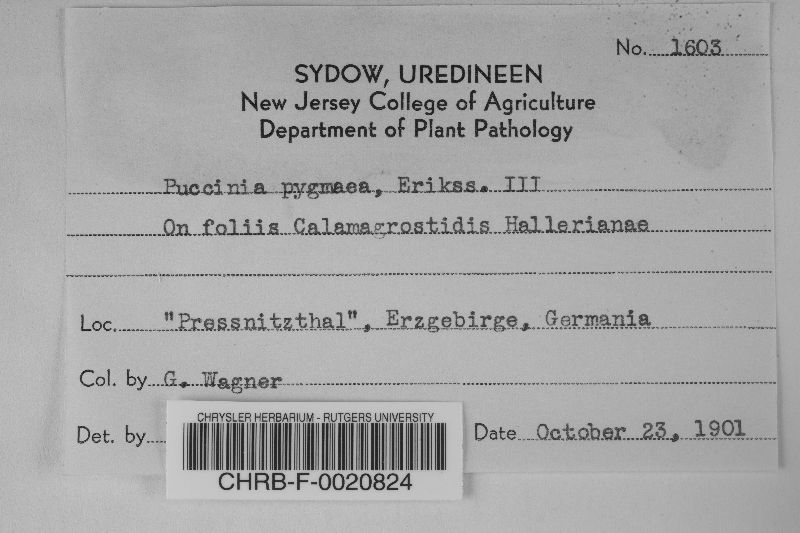 No. 1603
SYDOW, UREDINEEN
New Jersey College of Agriculture
Department of Plant Pathology
Puccinia pygmaea, Erikss. III
On foliis Calamagrostidis Hallerianae
Loc. "Pressnitzthal", Erzgebirge, Germania
Col. by G. Wagner
Det. by
Date October 23, 1901
CHRYSLER HERBARIUM - RUTGERS UNIVERSITY
CHRB-F-0020824